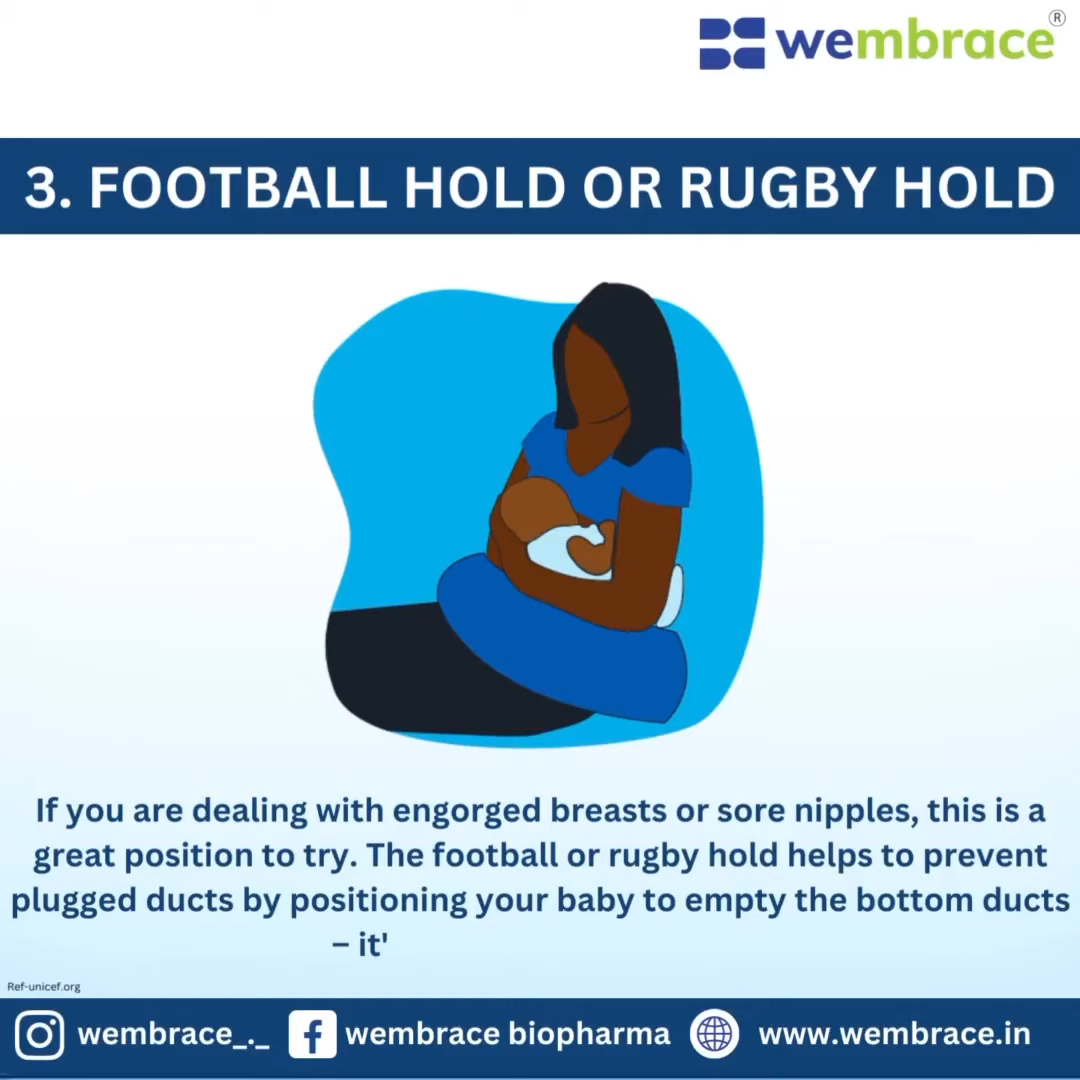 wembrace®
3. FOOTBALL HOLD OR RUGBY HOLD
If you are dealing with engorged breasts or sore nipples, this is a
great position to try. The football or rugby hold helps to prevent
plugged ducts by positioning your baby to empty the bottom ducts
– it'
Ref-unicef.org
wembrace_._ wembrace biopharma www.wembrace.in